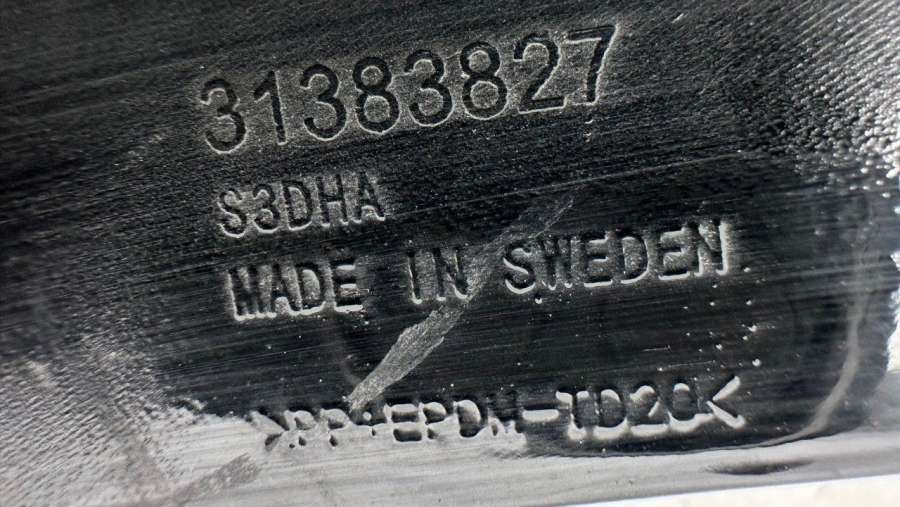 31383827
S3DHA
MADE IN SWEDEN
>PP+EPDM-TD20<